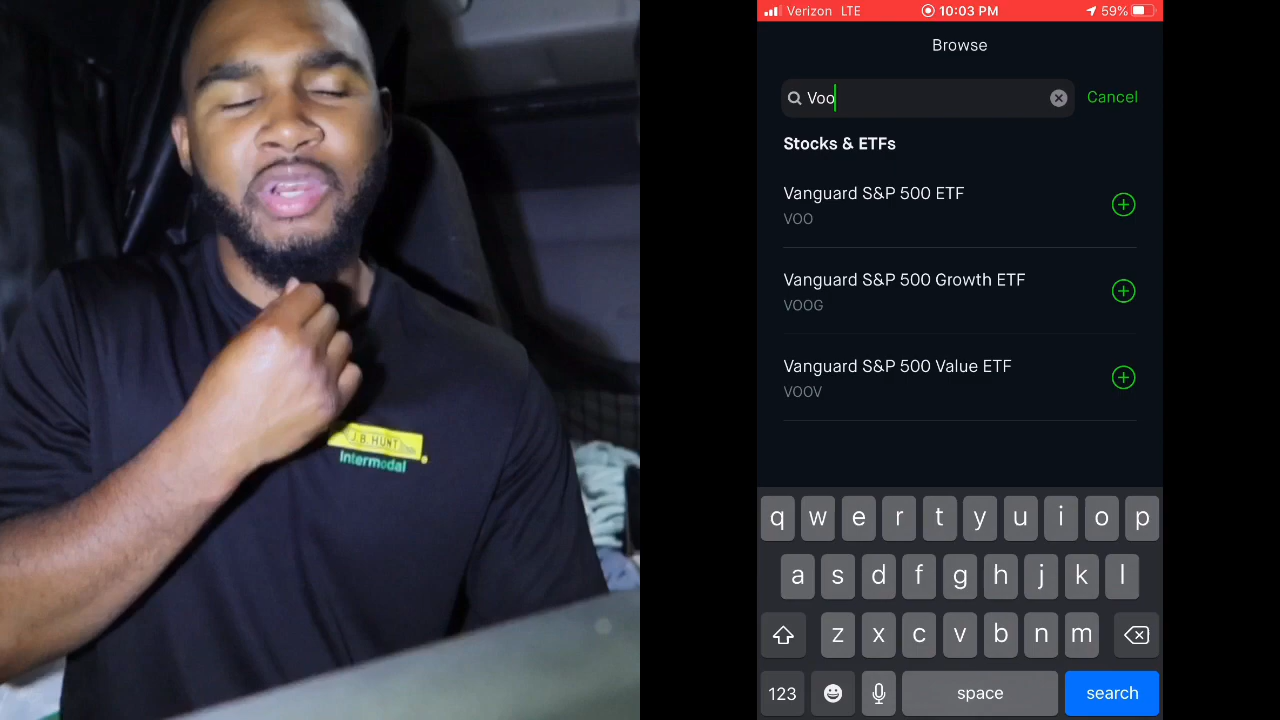 J.B. HUNT
Intermodal
Verizon LTE 10:03 PM 59%
Browse
Voo Cancel
Stocks & ETFs
Vanguard S&P 500 ETF
VOO
Vanguard S&P 500 Growth ETF
VOOG
Vanguard S&P 500 Value ETF
VOOV
q w e r t y u i o p
a s d f g h j k l
z x c v b n m
123 space search